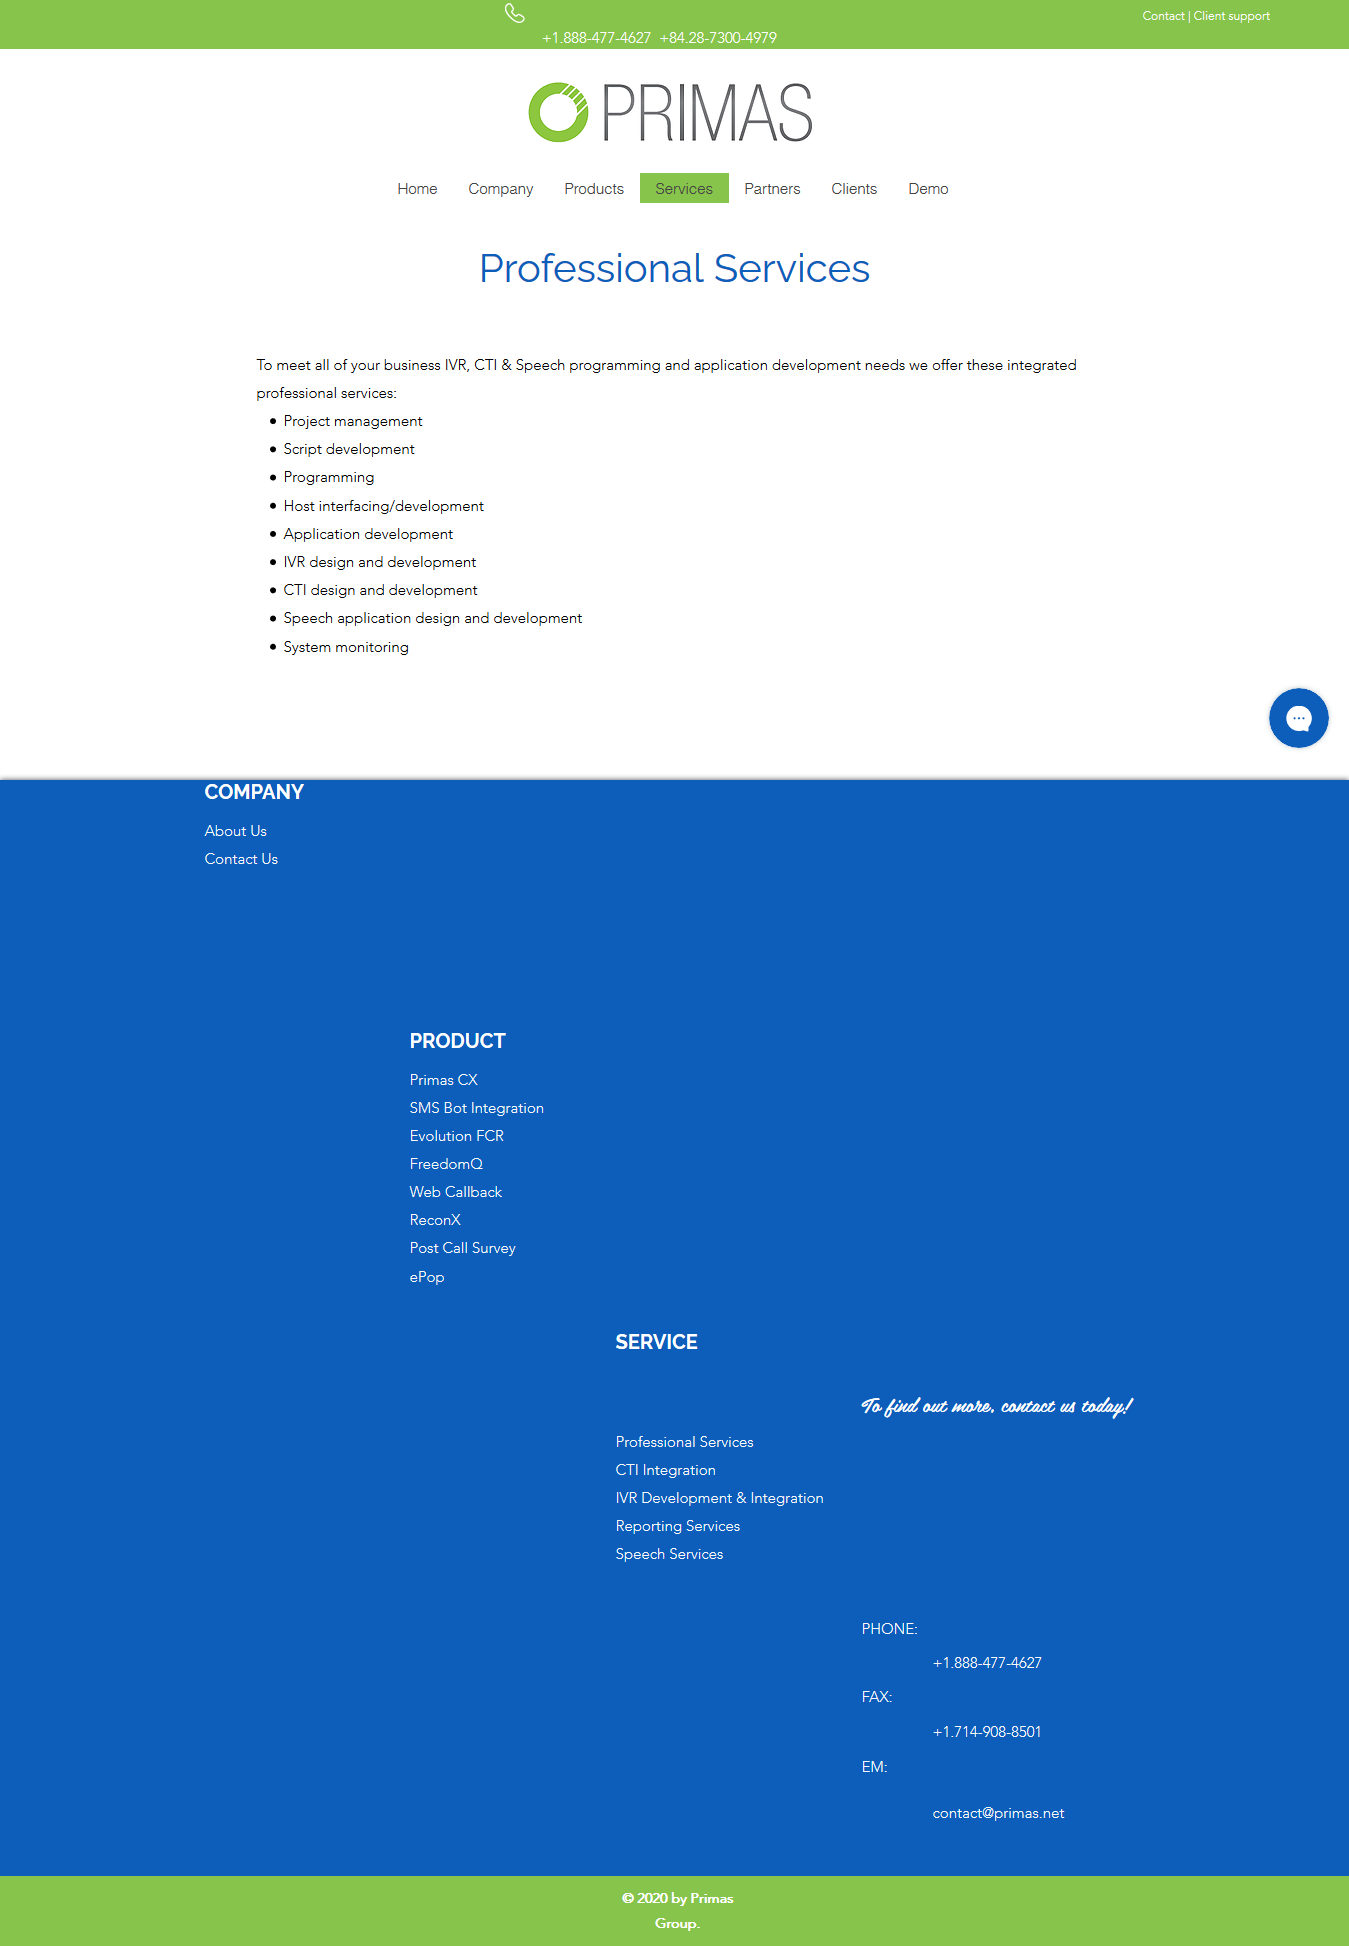 Contact | Client support
+1.888-477-4627  +84.28-7300-4979
PRIMAS
Home Company Products Services Partners Clients Demo
Professional Services
To meet all of your business IVR, CTI & Speech programming and application development needs we offer these integrated
professional services:
• Project management
• Script development
• Programming
• Host interfacing/development
• Application development
• IVR design and development
• CTI design and development
• Speech application design and development
• System monitoring
COMPANY
About Us
Contact Us
PRODUCT
Primas CX
SMS Bot Integration
Evolution FCR
FreedomQ
Web Callback
ReconX
Post Call Survey
ePop
SERVICE
To find out more, contact us today!
Professional Services
CTI Integration
IVR Development & Integration
Reporting Services
Speech Services
PHONE:
+1.888-477-4627
FAX:
+1.714-908-8501
EM:
contact@primas.net
© 2020 by Primas
Group.